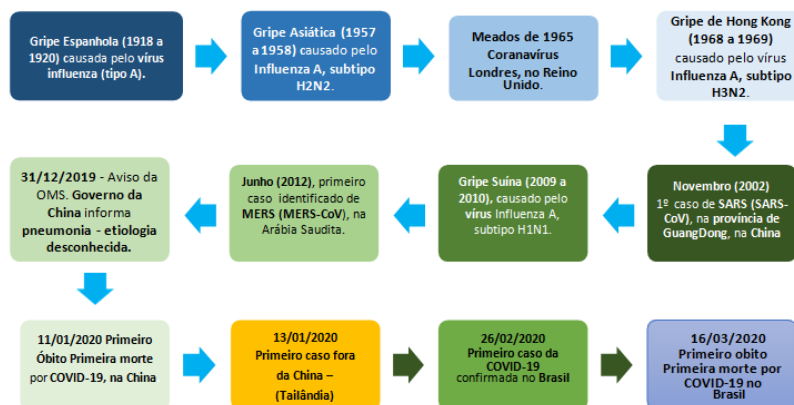 Gripe Espanhola (1918 a
1920) causada pelo vírus
influenza (tipo A).
Gripe Asiática (1957
a 1958) causado pelo
Influenza A, subtipo
H2N2.
Meados de 1965
Coranavírus
Londres, no Reino
Unido.
Gripe de Hong Kong
(1968 a 1969)
causado pelo vírus
Influenza A, subtipo
H3N2.
Novembro (2002)
1º caso de SARS (SARS-
CoV), na província de
GuangDong, na China
Gripe Suína (2009 a
2010), causado pelo
vírus Influenza A,
subtipo H1N1.
Junho (2012), primeiro
caso identificado de
MERS (MERS-CoV), na
Arábia Saudita.
31/12/2019 - Aviso da
OMS. Governo da
China informa
pneumonia - etiologia
desconhecida.
11/01/2020 Primeiro
Óbito Primeira morte
por COVID-19, na China
13/01/2020
Primeiro caso fora
da China –
(Tailândia)
26/02/2020
Primeiro caso da
COVID-19
confirmada no Brasil
16/03/2020
Primeiro obito
Primeira morte por
COVID-19 no
Brasil